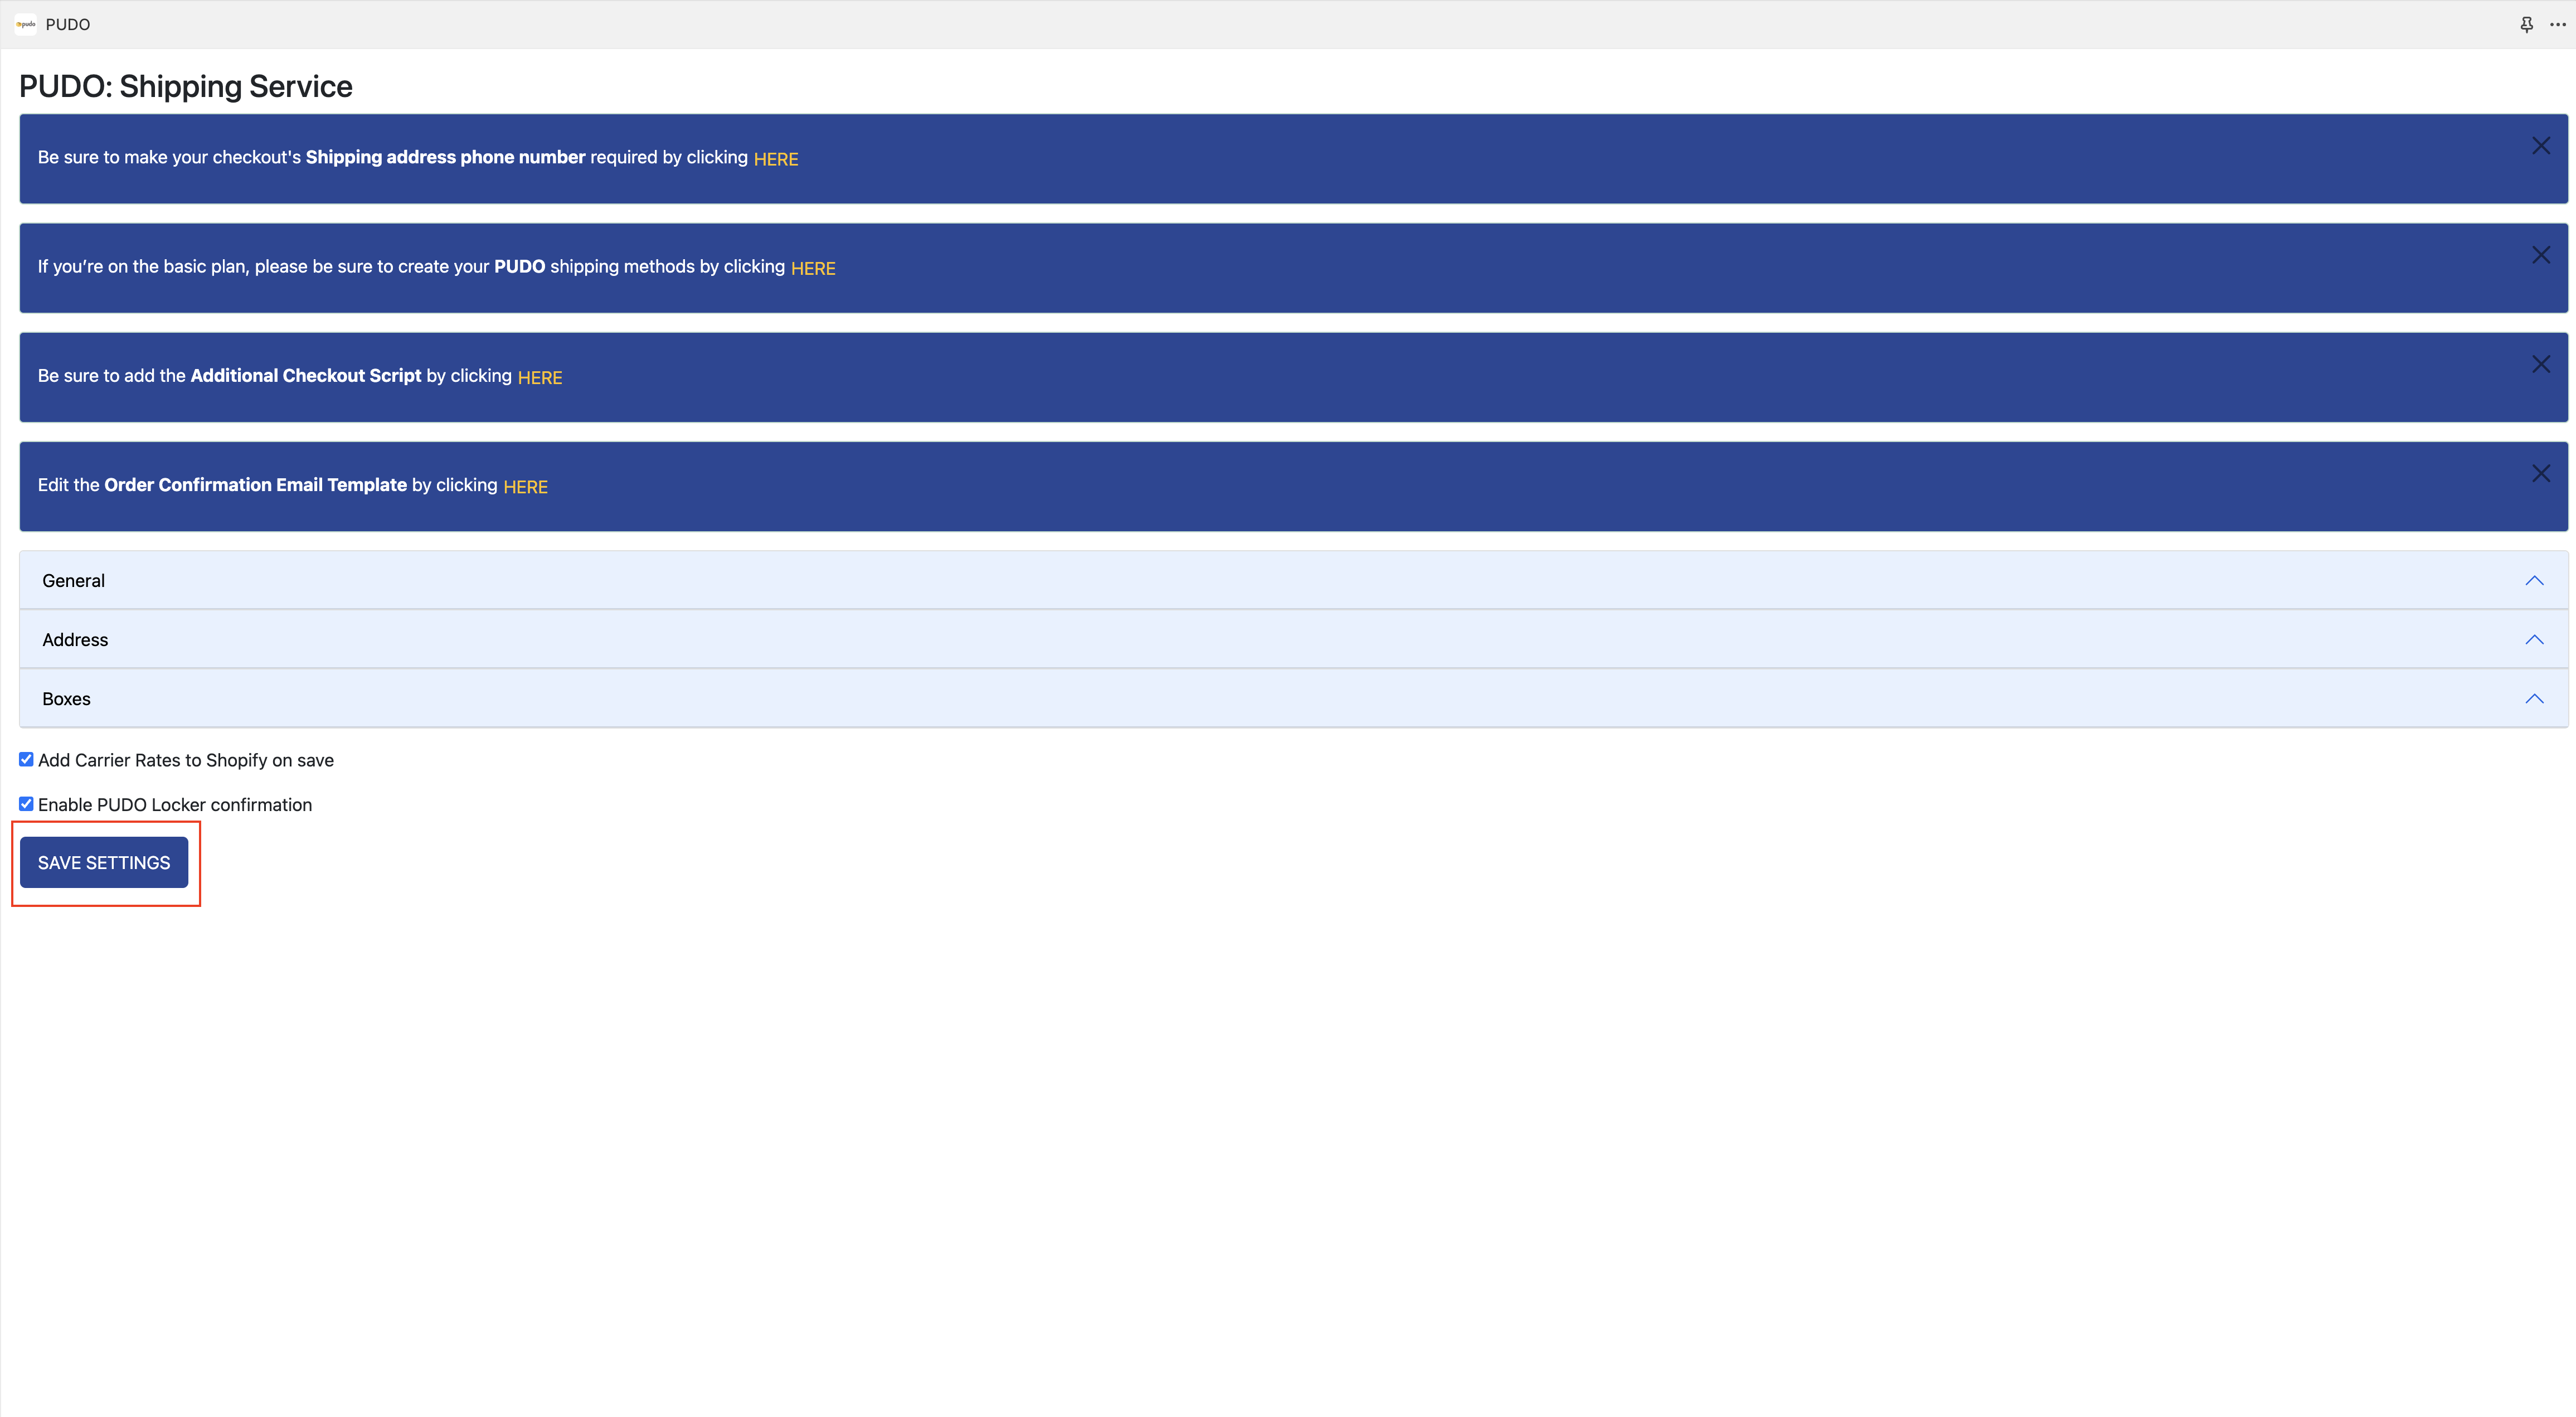 pudo PUDO
PUDO: Shipping Service
Be sure to make your checkout's Shipping address phone number required by clicking HERE
If you’re on the basic plan, please be sure to create your PUDO shipping methods by clicking HERE
Be sure to add the Additional Checkout Script by clicking HERE
Edit the Order Confirmation Email Template by clicking HERE
General
Address
Boxes
Add Carrier Rates to Shopify on save
Enable PUDO Locker confirmation
SAVE SETTINGS